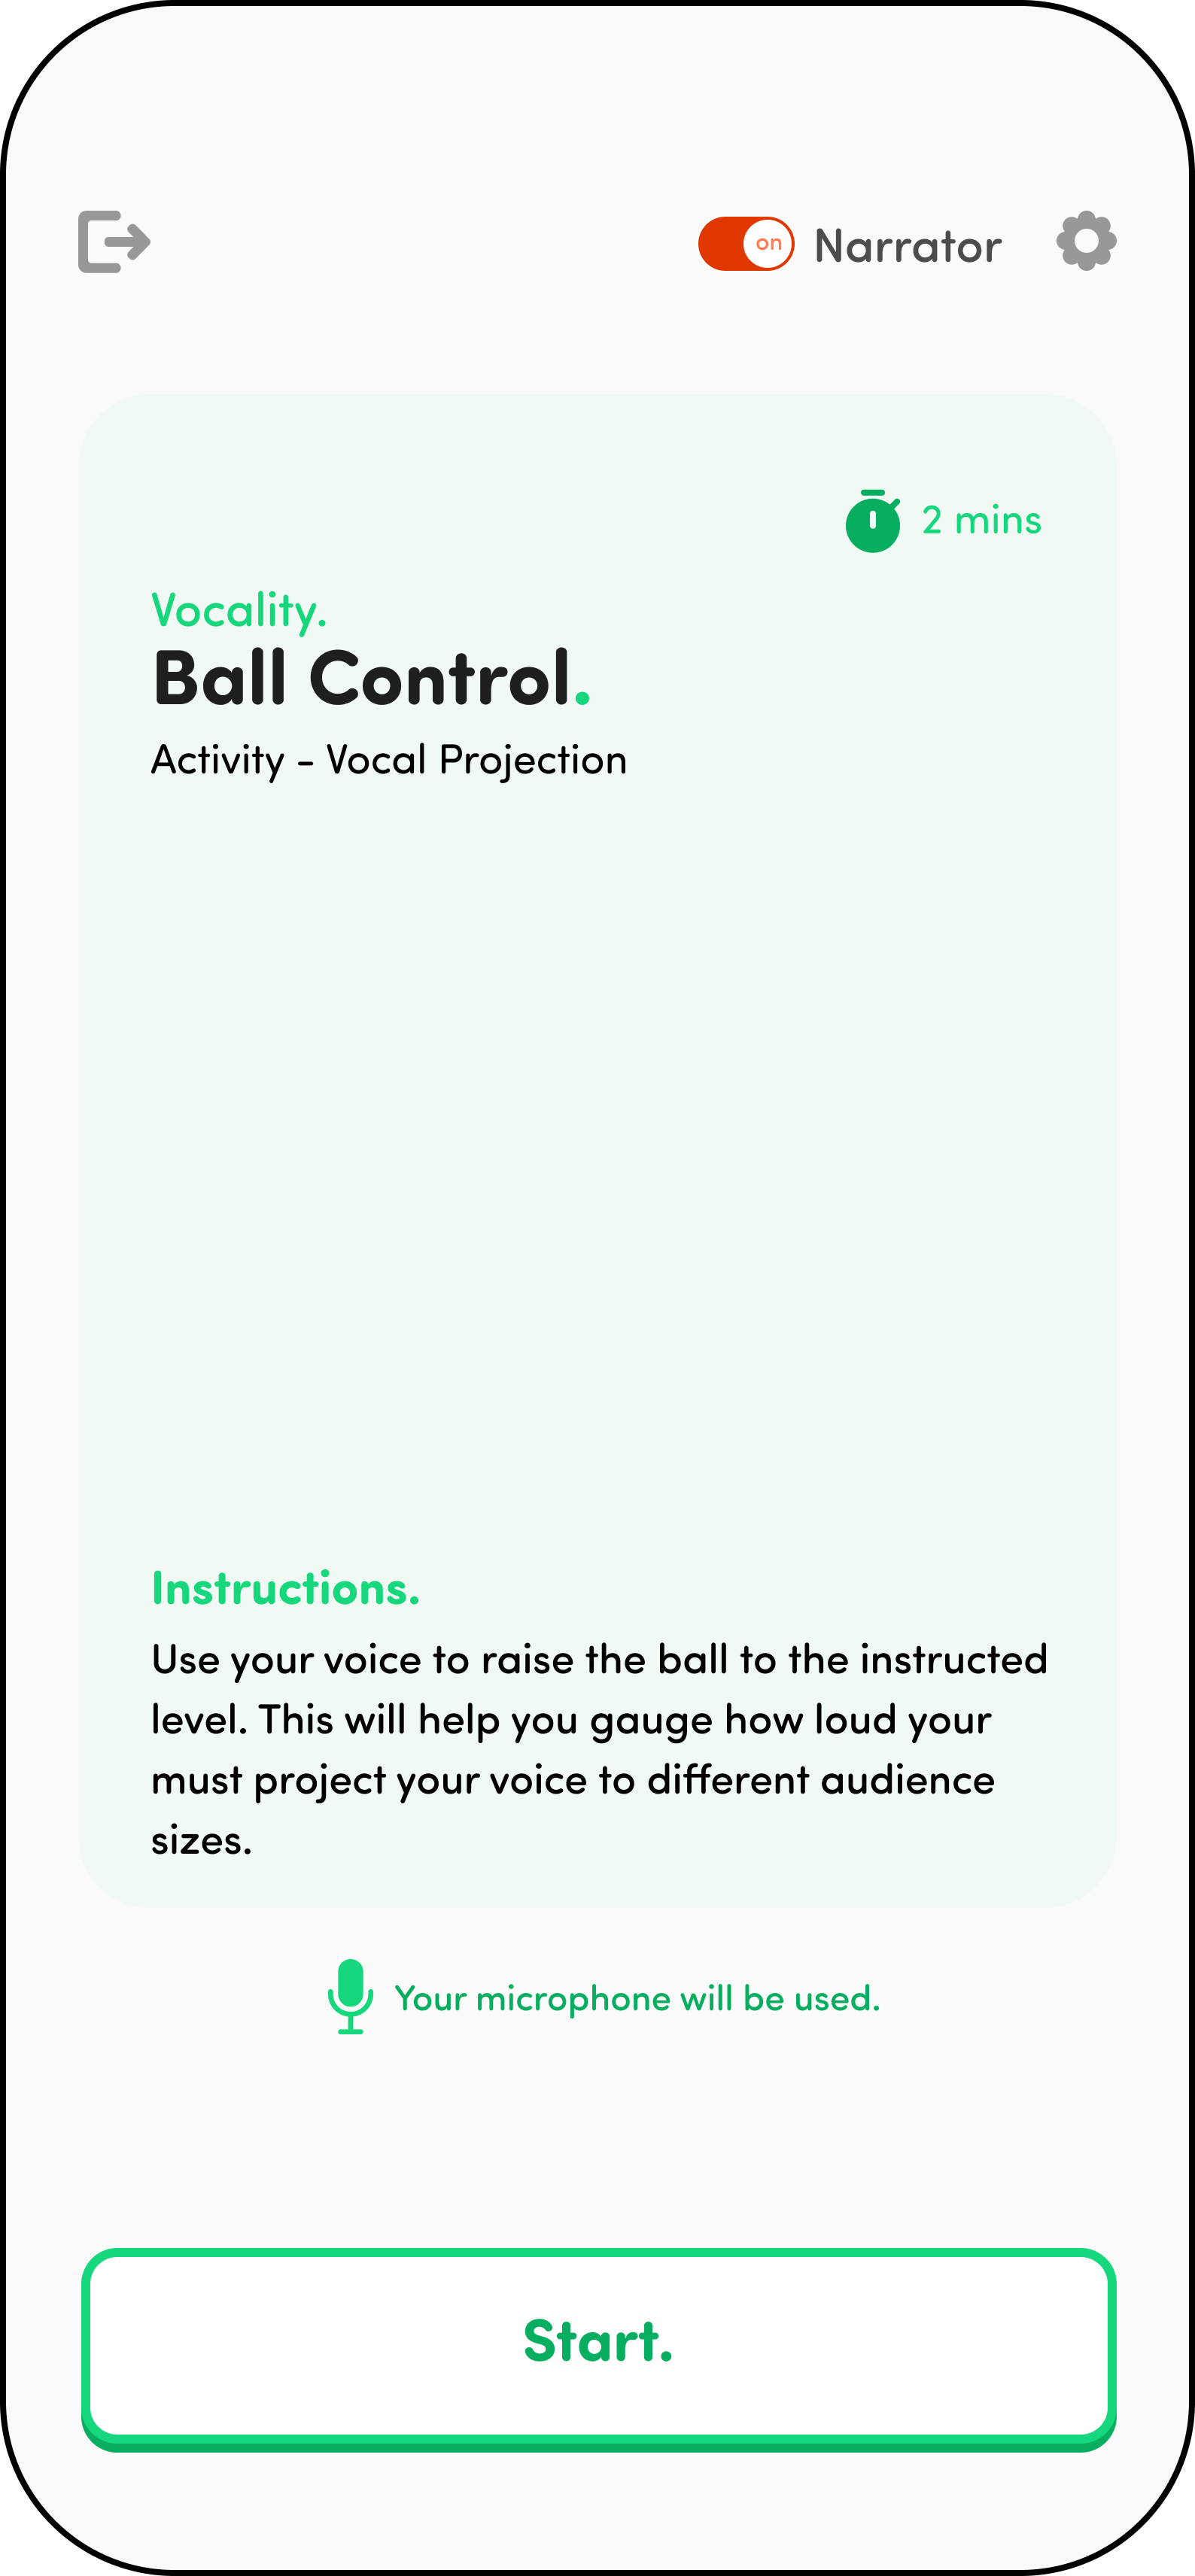 on Narrator
2 mins
Vocality.
Ball Control.
Activity - Vocal Projection
Instructions.
Use your voice to raise the ball to the instructed
level. This will help you gauge how loud your
must project your voice to different audience
sizes.
Your microphone will be used.
Start.